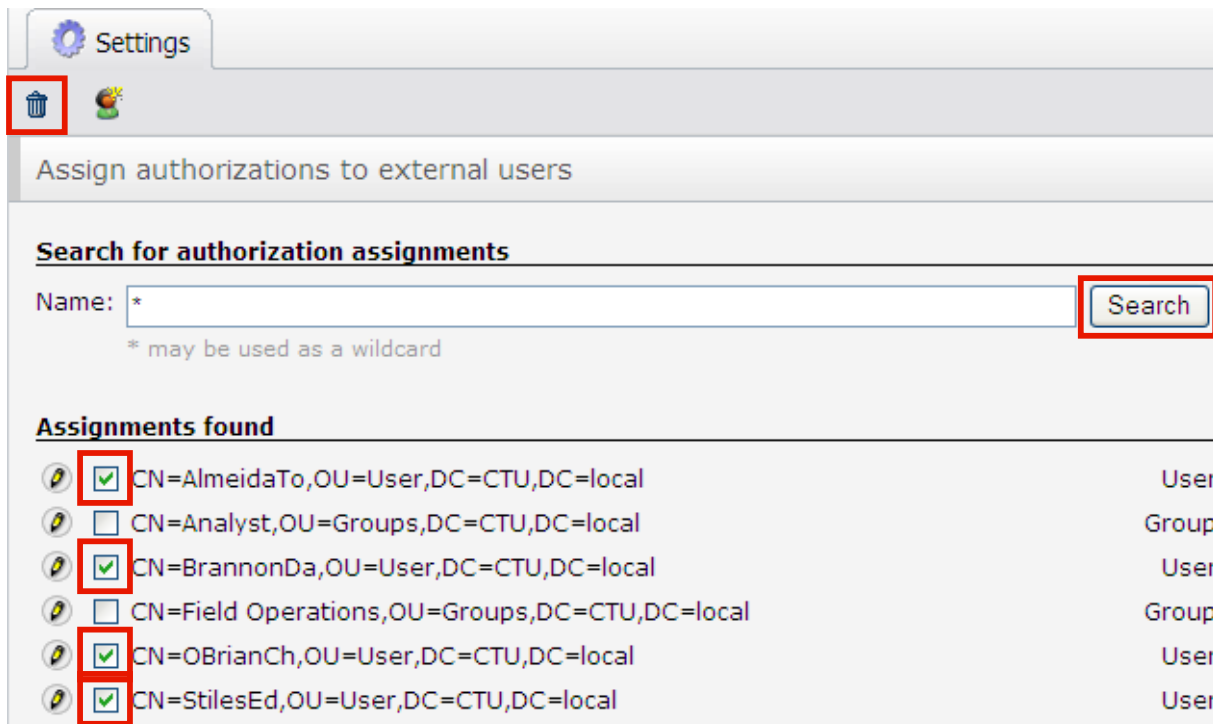 Settings
Assign authorizations to external users
Search for authorization assignments
Name: * Search
* may be used as a wildcard
Assignments found
CN=AlmeidaTo,OU=User,DC=CTU,DC=local User
CN=Analyst,OU=Groups,DC=CTU,DC=local Group
CN=BrannonDa,OU=User,DC=CTU,DC=local User
CN=Field Operations,OU=Groups,DC=CTU,DC=local Group
CN=OBrianCh,OU=User,DC=CTU,DC=local User
CN=StilesEd,OU=User,DC=CTU,DC=local User